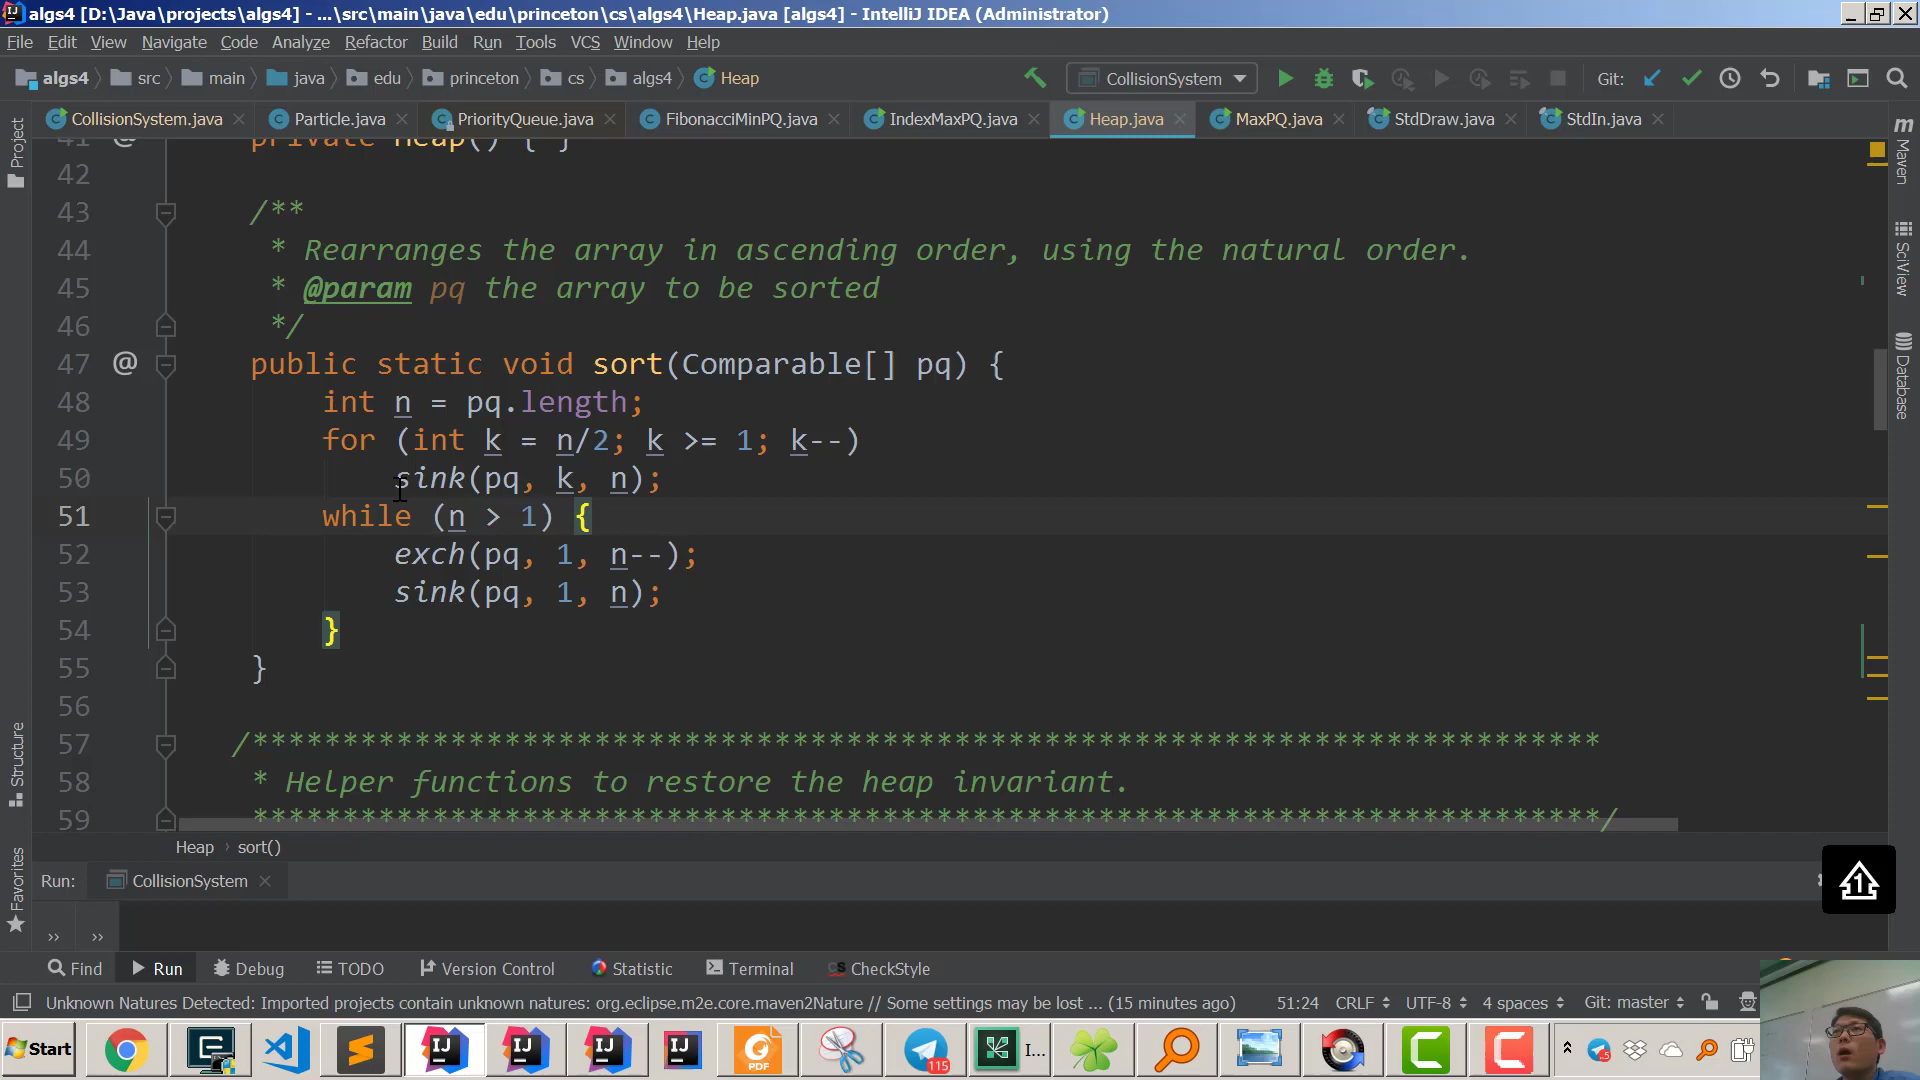 algs4 [D:\Java\projects\algs4] - ...\src\main\java\edu\princeton\cs\algs4\Heap.java [algs4] - IntelliJ IDEA (Administrator)
File Edit View Navigate Code Analyze Refactor Build Run Tools VCS Window Help
algs4 src main java edu princeton cs algs4 Heap CollisionSystem Git:
CollisionSystem.java Particle.java PriorityQueue.java FibonacciMinPQ.java IndexMaxPQ.java Heap.java MaxPQ.java StdDraw.java StdIn.java
Project
Structure
Favorites
Maven
SciView
Database
41 @ private Heap() { }
42
43 /**
44 * Rearranges the array in ascending order, using the natural order.
45 * @param pq the array to be sorted
46 */
47 @ public static void sort(Comparable[] pq) {
48 int n = pq.length;
49 for (int k = n/2; k >= 1; k--)
50 sink(pq, k, n);
51 while (n > 1) {
52 exch(pq, 1, n--);
53 sink(pq, 1, n);
54 }
55 }
56
57 /***************************************************************************
58 * Helper functions to restore the heap invariant.
59 ***************************************************************************/
Heap › sort()
Run: CollisionSystem
Find Run Debug TODO Version Control Statistic Terminal CheckStyle
Unknown Natures Detected: Imported projects contain unknown natures: org.eclipse.m2e.core.maven2Nature // Some settings may be lost ... (15 minutes ago) 51:24 CRLF UTF-8 4 spaces Git: master
Start PDF 115 I...